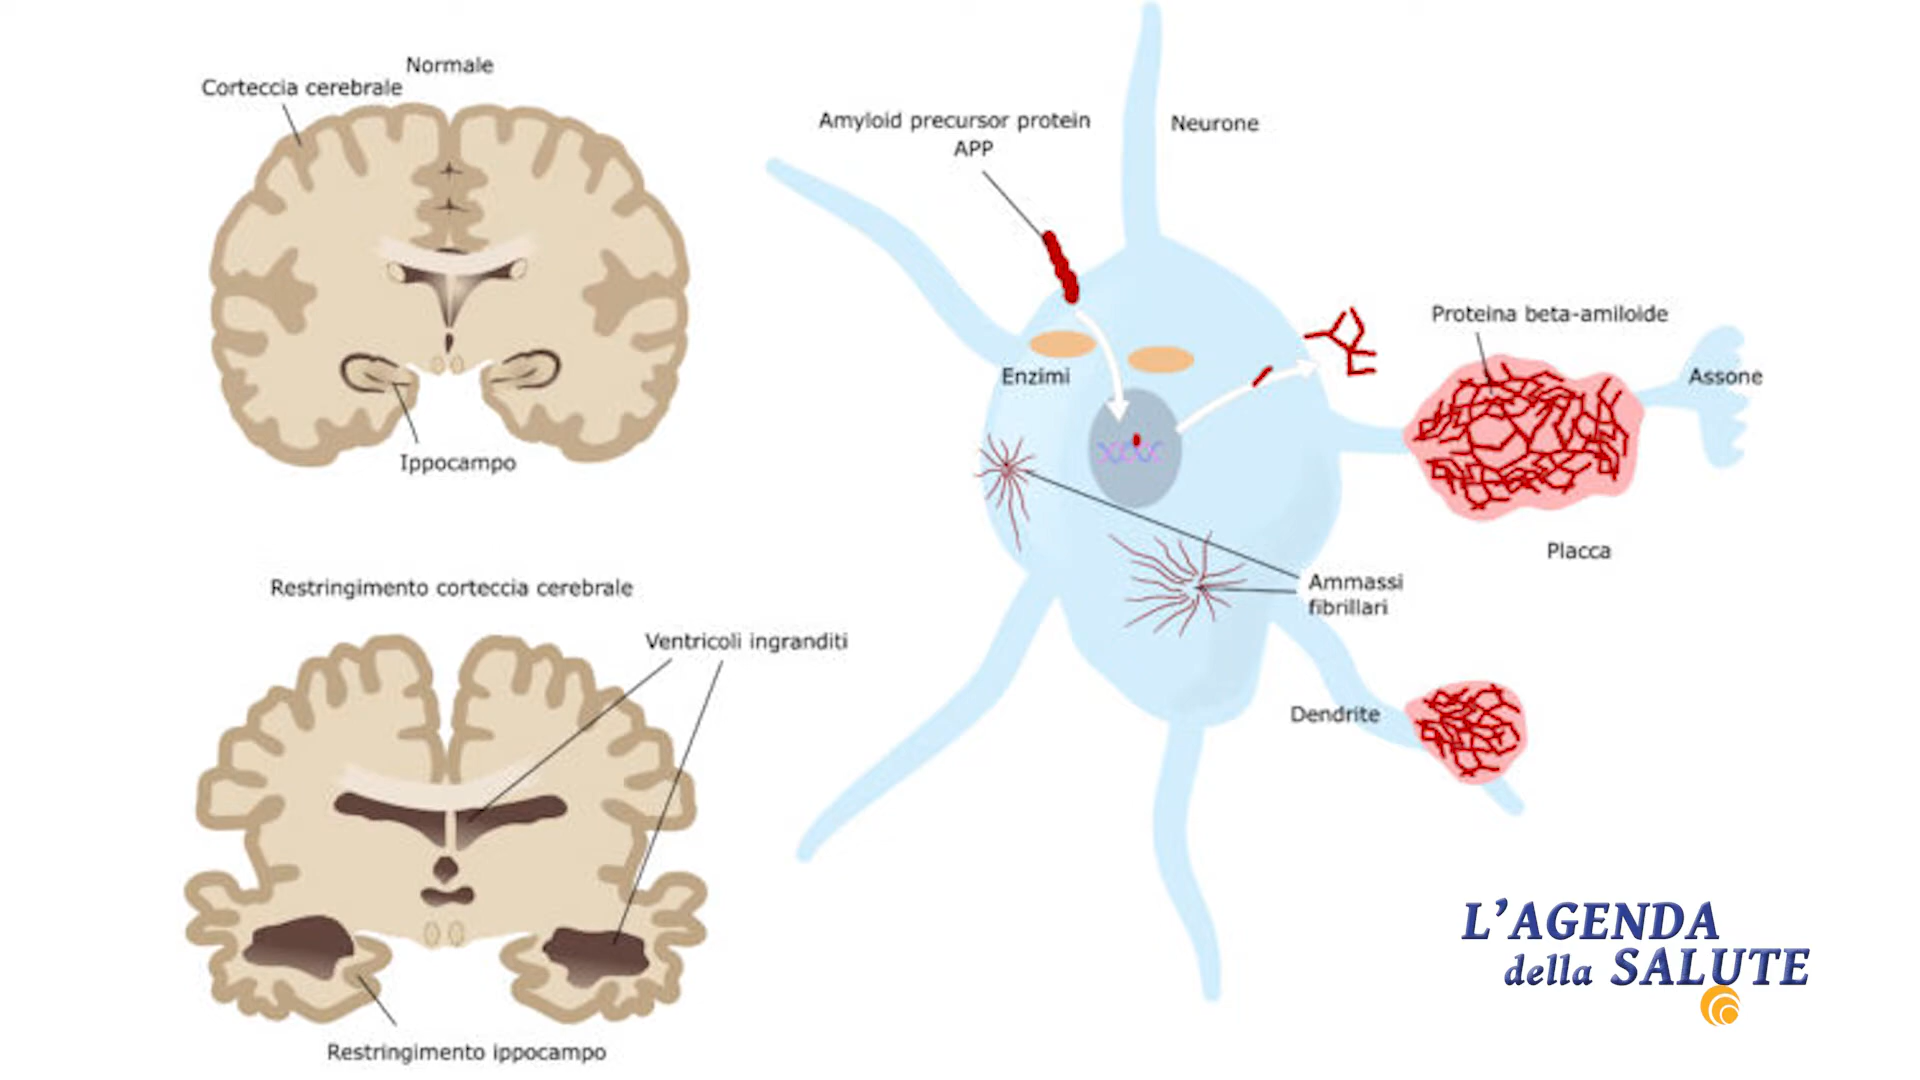 Normale
Corteccia cerebrale
Ippocampo
Restringimento corteccia cerebrale
Ventricoli ingranditi
Restringimento ippocampo
Amyloid precursor protein
APP
Neurone
Enzimi
Proteina beta-amiloide
Assone
Placca
Ammassi
fibrillari
Dendrite
L'AGENDA
della SALUTE